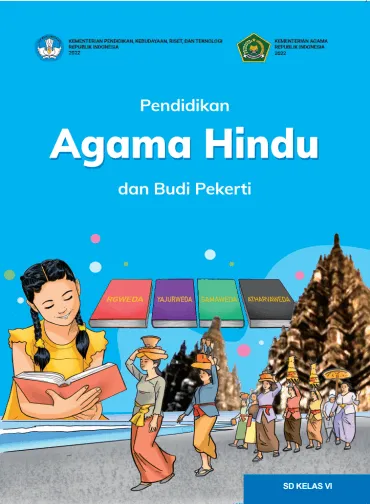 KEMENTERIAN PENDIDIKAN, KEBUDAYAAN, RISET, DAN TEKNOLOGI
REPUBLIK INDONESIA
2022
KEMENTERIAN AGAMA
REPUBLIK INDONESIA
2022
Pendidikan
Agama Hindu
dan Budi Pekerti
RGWEDA
YAJURWEDA
SAMAWEDA
ATHARVAWEDA
SD KELAS VI